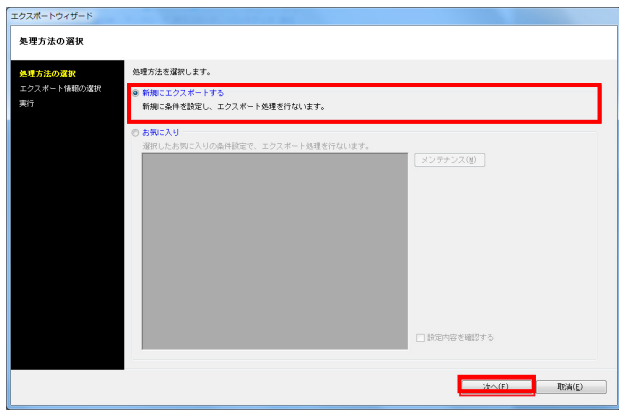 エクスポートウィザード
処理方法の選択
処理方法の選択
エクスポート情報の選択
実行
処理方法を選択します。
新規にエクスポートする
新規に条件を設定し、エクスポート処理を行ないます。
お気に入り
選択したお気に入りの条件設定で、エクスポート処理を行ないます。
メンテナンス(M)
設定内容を確認する
次へ(F)
取消(E)